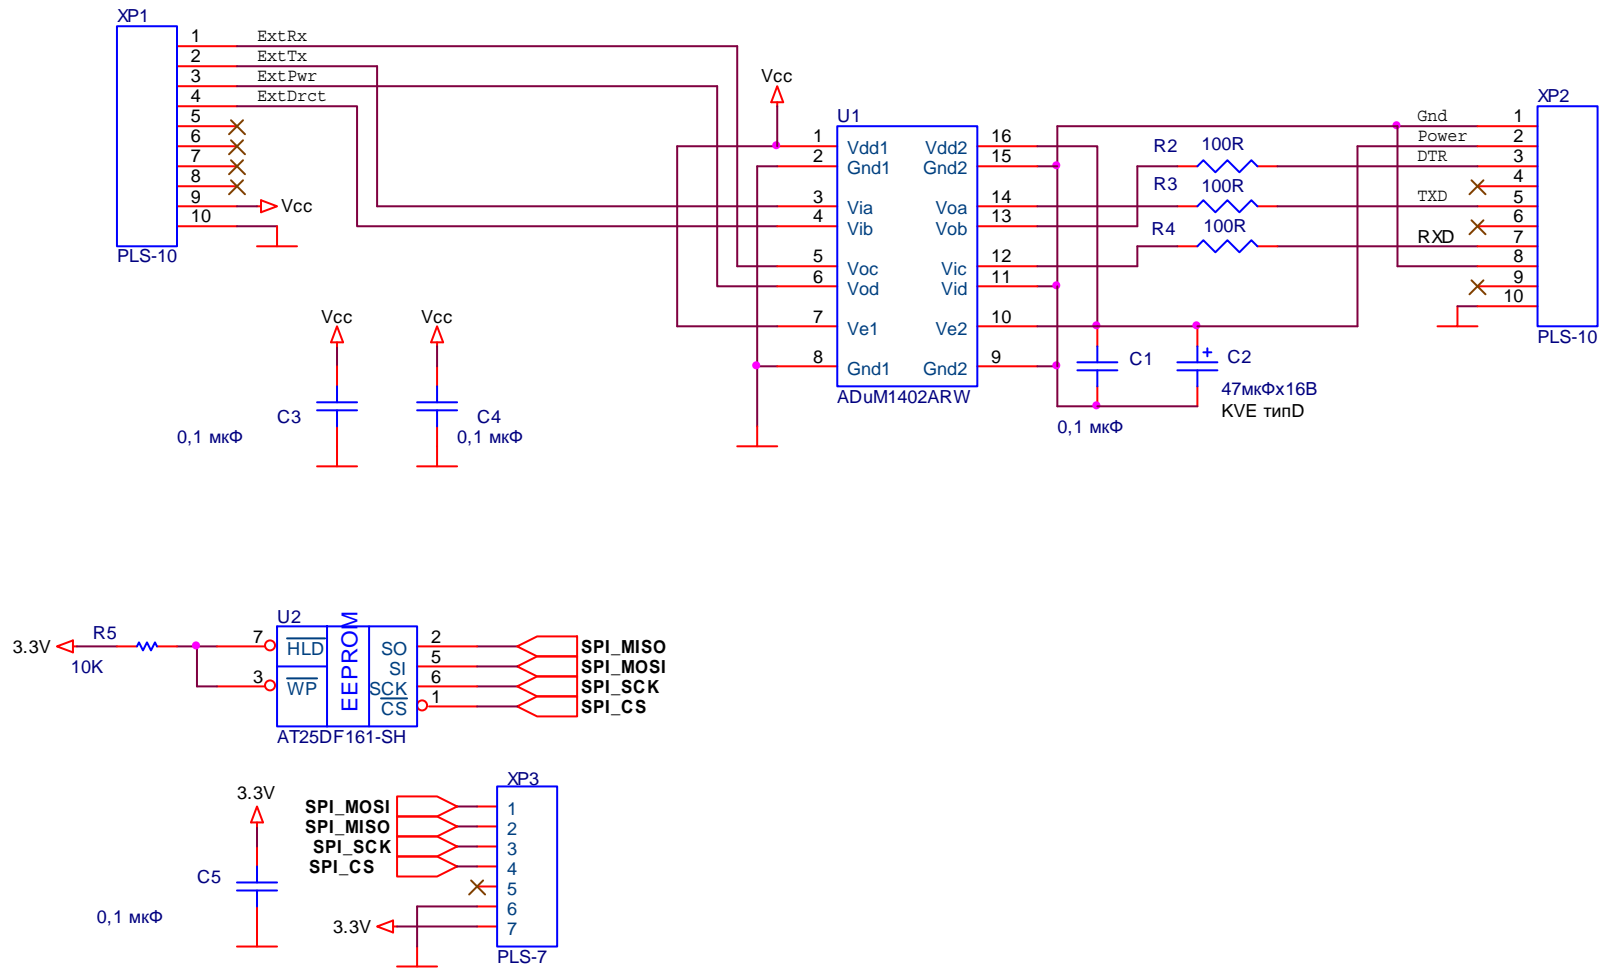 XP1
1 ExtRx
2 ExtTx
3 ExtPwr
4 ExtDrct
5
6
7
8
9 Vcc
10
PLS-10
Vcc
U1
1 Vdd1 Vdd2 16
2 Gnd1 Gnd2 15
3 Via Voa 14
4 Vib Vob 13
5 Voc Vic 12
6 Vod Vid 11
7 Ve1 Ve2 10
8 Gnd1 Gnd2 9
ADuM1402ARW
R2 100R
R3 100R
R4 100R
XP2
Gnd 1
Power 2
DTR 3
4
TXD 5
6
RXD 7
8
9
10
PLS-10
C1
0,1 мкФ
+ C2
47мкФх16В
KVE типD
Vcc
C3
0,1 мкФ
Vcc
C4
0,1 мкФ
3.3V
R5
10K
U2
7 HLD
3 WP
EEPROM
SO 2 SPI_MISO
SI 5 SPI_MOSI
SCK 6 SPI_SCK
CS 1 SPI_CS
AT25DF161-SH
3.3V
C5
0,1 мкФ
XP3
SPI_MOSI 1
SPI_MISO 2
SPI_SCK 3
SPI_CS 4
5
6
3.3V 7
PLS-7